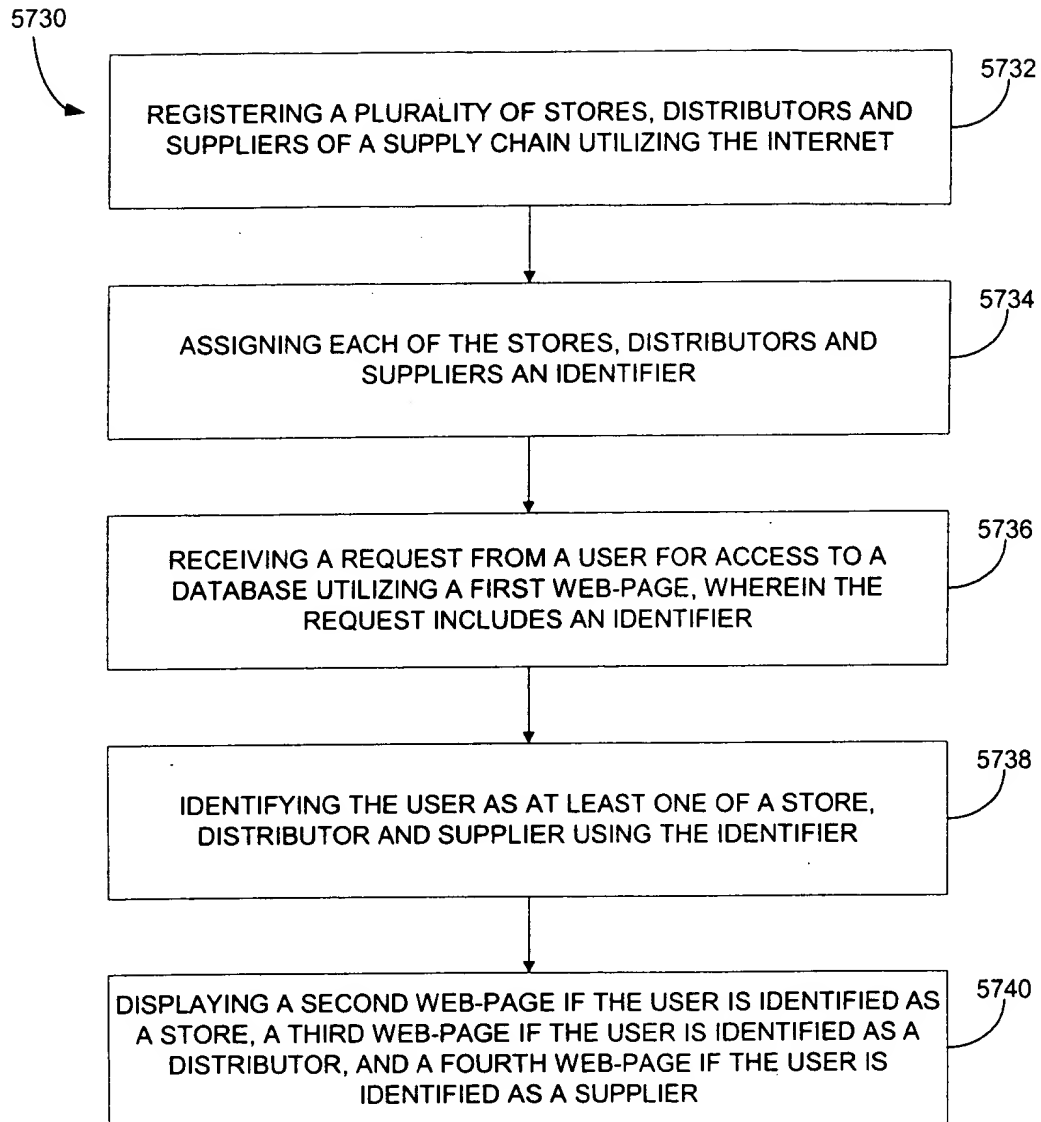 5730
5732
REGISTERING A PLURALITY OF STORES, DISTRIBUTORS AND
SUPPLIERS OF A SUPPLY CHAIN UTILIZING THE INTERNET
5734
ASSIGNING EACH OF THE STORES, DISTRIBUTORS AND
SUPPLIERS AN IDENTIFIER
5736
RECEIVING A REQUEST FROM A USER FOR ACCESS TO A
DATABASE UTILIZING A FIRST WEB-PAGE, WHEREIN THE
REQUEST INCLUDES AN IDENTIFIER
5738
IDENTIFYING THE USER AS AT LEAST ONE OF A STORE,
DISTRIBUTOR AND SUPPLIER USING THE IDENTIFIER
5740
DISPLAYING A SECOND WEB-PAGE IF THE USER IS IDENTIFIED AS
A STORE, A THIRD WEB-PAGE IF THE USER IS IDENTIFIED AS A
DISTRIBUTOR, AND A FOURTH WEB-PAGE IF THE USER IS
IDENTIFIED AS A SUPPLIER